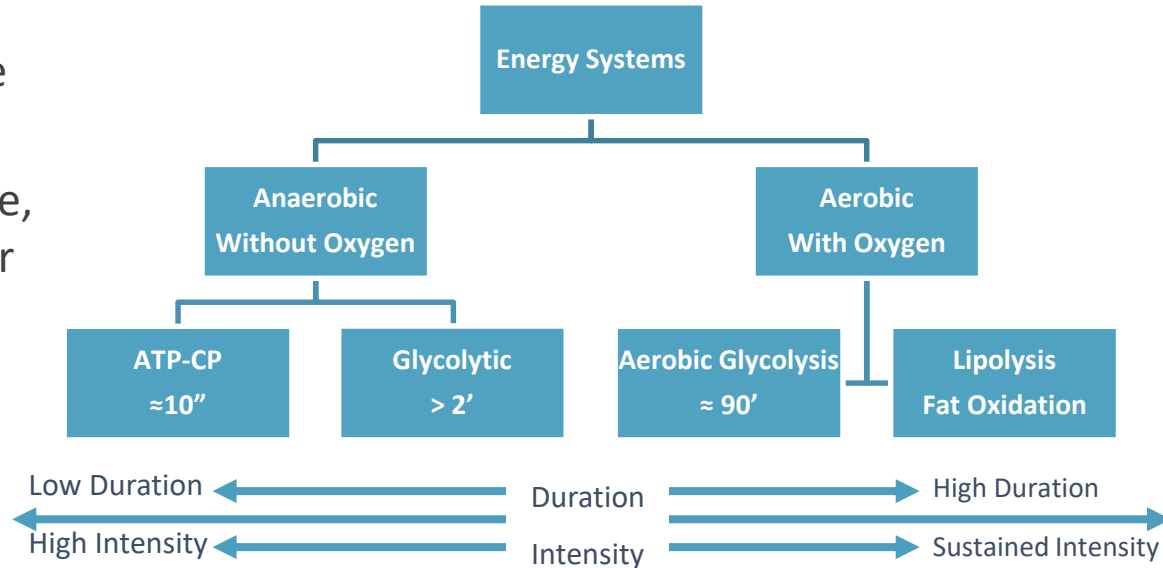 e
e,
r
Energy Systems
Anaerobic
Without Oxygen
Aerobic
With Oxygen
ATP-CP
≈10”
Glycolytic
> 2’
Aerobic Glycolysis
≈ 90’
Lipolysis
Fat Oxidation
Low Duration
Duration
High Duration
High Intensity
Intensity
Sustained Intensity